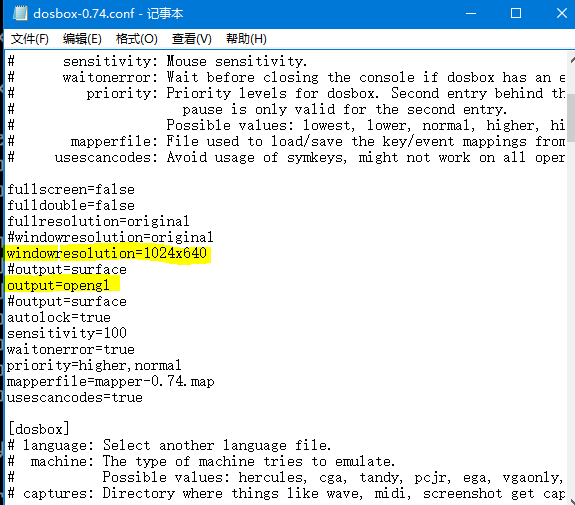 dosbox-0.74.conf - 记事本
文件(F) 编辑(E) 格式(O) 查看(V) 帮助(H)
# sensitivity: Mouse sensitivity.
# waitonerror: Wait before closing the console if dosbox has an e
# priority: Priority levels for dosbox. Second entry behind th
# pause is only valid for the second entry.
Possible values: lowest, lower, normal, higher, hi
# mapperfile: File used to load/save the key/event mappings from
# usescancodes: Avoid usage of symkeys, might not work on all oper
fullscreen=false
fulldouble=false
fullresolution=original
#windowresolution=original
windowresolution=1024x640
#output=surface
output=opengl
#output=surface
autolock=true
sensitivity=100
waitonerror=true
priority=higher,normal
mapperfile=mapper-0.74.map
usescancodes=true
[dosbox]
# language: Select another language file.
# machine: The type of machine tries to emulate.
# Possible values: hercules, cga, tandy, pcjr, ega, vgaonly,
# captures: Directory where things like wave, midi, screenshot get cap